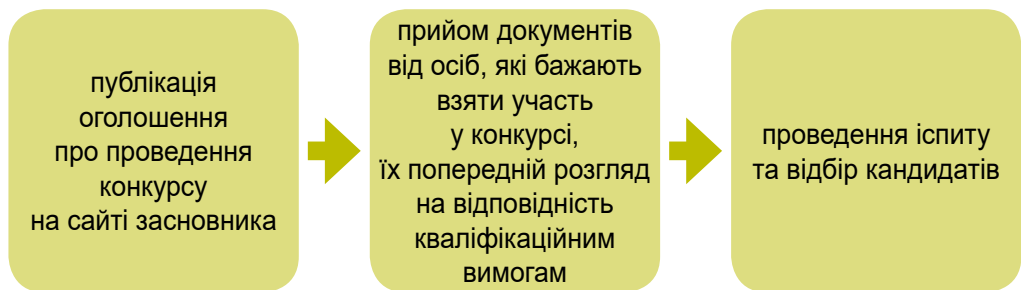 публікація
оголошення
про проведення
конкурсу
на сайті засновника
прийом документів
від осіб, які бажають
взяти участь
у конкурсі,
їх попередній розгляд
на відповідність
кваліфікаційним
вимогам
проведення іспиту
та відбір кандидатів